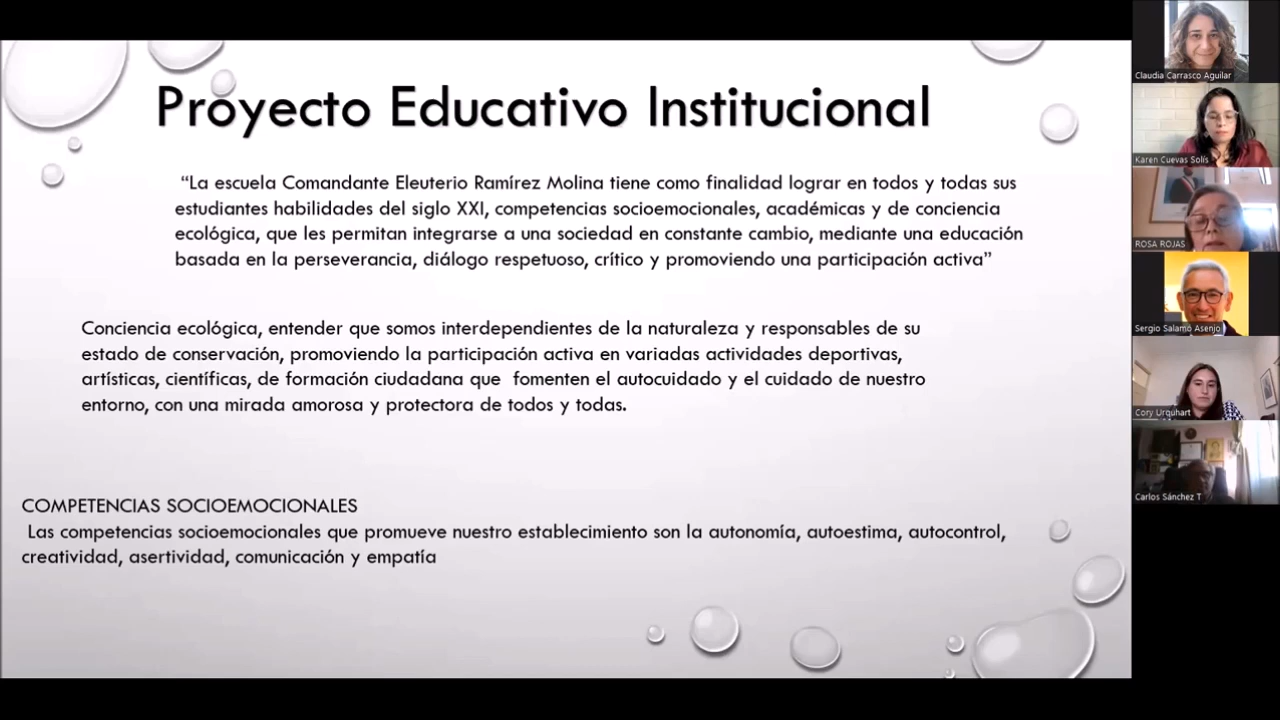 Proyecto Educativo Institucional
“La escuela Comandante Eleuterio Ramírez Molina tiene como finalidad lograr en todos y todas sus
estudiantes habilidades del siglo XXI, competencias socioemocionales, académicas y de conciencia
ecológica, que les permitan integrarse a una sociedad en constante cambio, mediante una educación
basada en la perseverancia, diálogo respetuoso, crítico y promoviendo una participación activa”
Conciencia ecológica, entender que somos interdependientes de la naturaleza y responsables de su
estado de conservación, promoviendo la participación activa en variadas actividades deportivas,
artísticas, científicas, de formación ciudadana que  fomenten el autocuidado y el cuidado de nuestro
entorno, con una mirada amorosa y protectora de todos y todas.
COMPETENCIAS SOCIOEMOCIONALES
Las competencias socioemocionales que promueve nuestro establecimiento son la autonomía, autoestima, autocontrol,
creatividad, asertividad, comunicación y empatía
Claudia Carrasco Aguilar
Karen Cuevas Solís
ROSA ROJAS
Sergio Salamó Asenjo
Cory Urquhart
Carlos Sánchez T